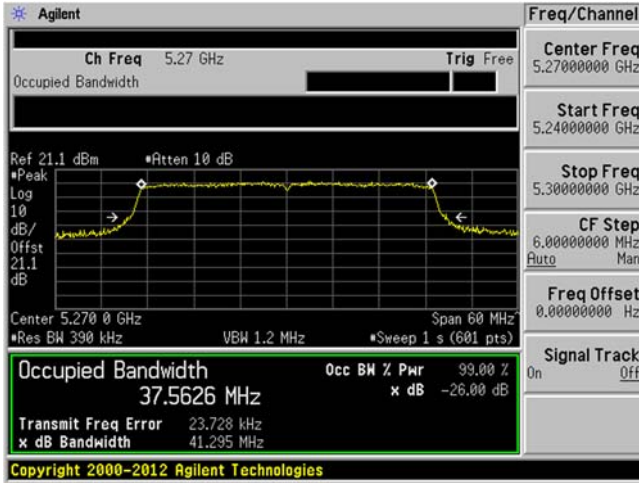 Agilent
Freq/Channel
Ch Freq 5.27 GHz Trig Free
Occupied Bandwidth
Center Freq
5.27000000 GHz
Start Freq
5.24000000 GHz
Stop Freq
5.30000000 GHz
CF Step
6.00000000 MHz
Auto Man
Freq Offset
0.00000000 Hz
Signal Track
On Off
Ref 21.1 dBm #Atten 10 dB
#Peak
Log
10
dB/
Offst
21.1
dB
Center 5.270 0 GHz Span 60 MHz
#Res BW 390 kHz VBW 1.2 MHz #Sweep 1 s (601 pts)
Occupied Bandwidth Occ BW % Pwr 99.00 %
37.5626 MHz x dB -26.00 dB
Transmit Freq Error 23.728 kHz
x dB Bandwidth 41.295 MHz
Copyright 2000-2012 Agilent Technologies